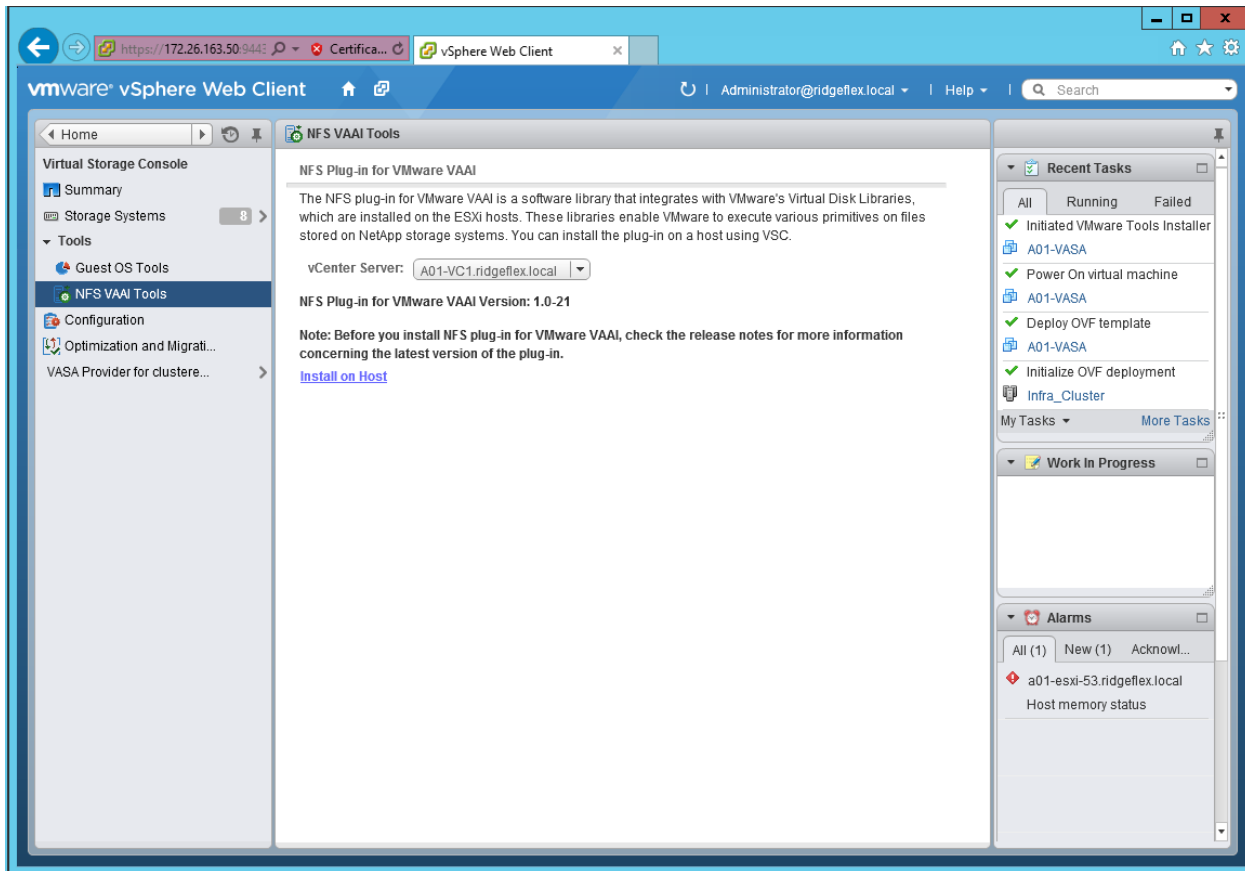 https://172.26.163.50:9443
Certifica...
vSphere Web Client
vmware® vSphere Web Client
Administrator@ridgeflex.local
Help
Search
Home
Virtual Storage Console
Summary
Storage Systems 8
Tools
Guest OS Tools
NFS VAAI Tools
Configuration
Optimization and Migrati...
VASA Provider for clustere...
NFS VAAI Tools
NFS Plug-in for VMware VAAI
The NFS plug-in for VMware VAAI is a software library that integrates with VMware's Virtual Disk Libraries,
which are installed on the ESXi hosts. These libraries enable VMware to execute various primitives on files
stored on NetApp storage systems. You can install the plug-in on a host using VSC.
vCenter Server: A01-VC1.ridgeflex.local
NFS Plug-in for VMware VAAI Version: 1.0-21
Note: Before you install NFS plug-in for VMware VAAI, check the release notes for more information
concerning the latest version of the plug-in.
Install on Host
Recent Tasks
All Running Failed
Initiated VMware Tools Installer
A01-VASA
Power On virtual machine
A01-VASA
Deploy OVF template
A01-VASA
Initialize OVF deployment
Infra_Cluster
My Tasks More Tasks
Work In Progress
Alarms
All (1) New (1) Acknowl...
a01-esxi-53.ridgeflex.local
Host memory status